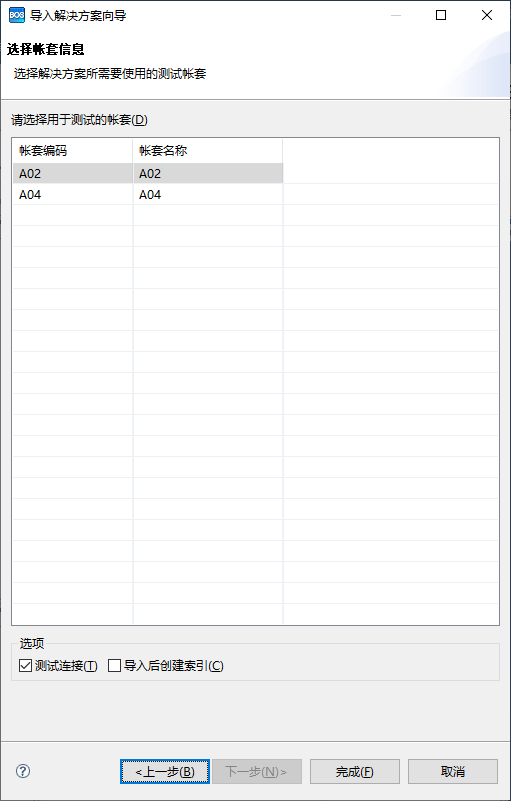 BOS 导入解决方案向导
选择帐套信息
选择解决方案所需要使用的测试帐套
请选择用于测试的帐套(D)
帐套编码 帐套名称
A02 A02
A04 A04
选项
测试连接(T) 导入后创建索引(C)
?
<上一步(B) 下一步(N)> 完成(F) 取消